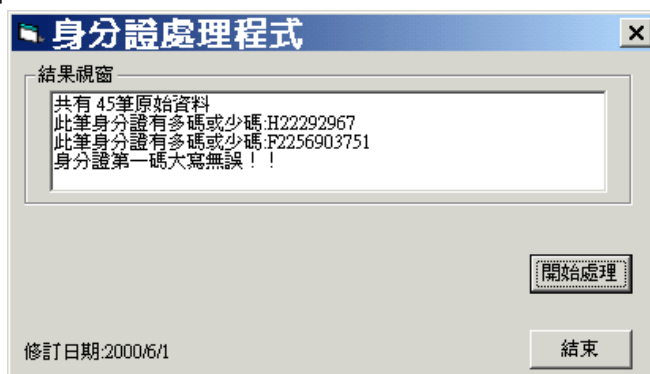 身分證處理程式
結果視窗
共有 45筆原始資料
此筆身分證有多碼或少碼:H22292967
此筆身分證有多碼或少碼:F2256903751
身分證第一碼大寫無誤！！
開始處理
修訂日期:2000/6/1
結束